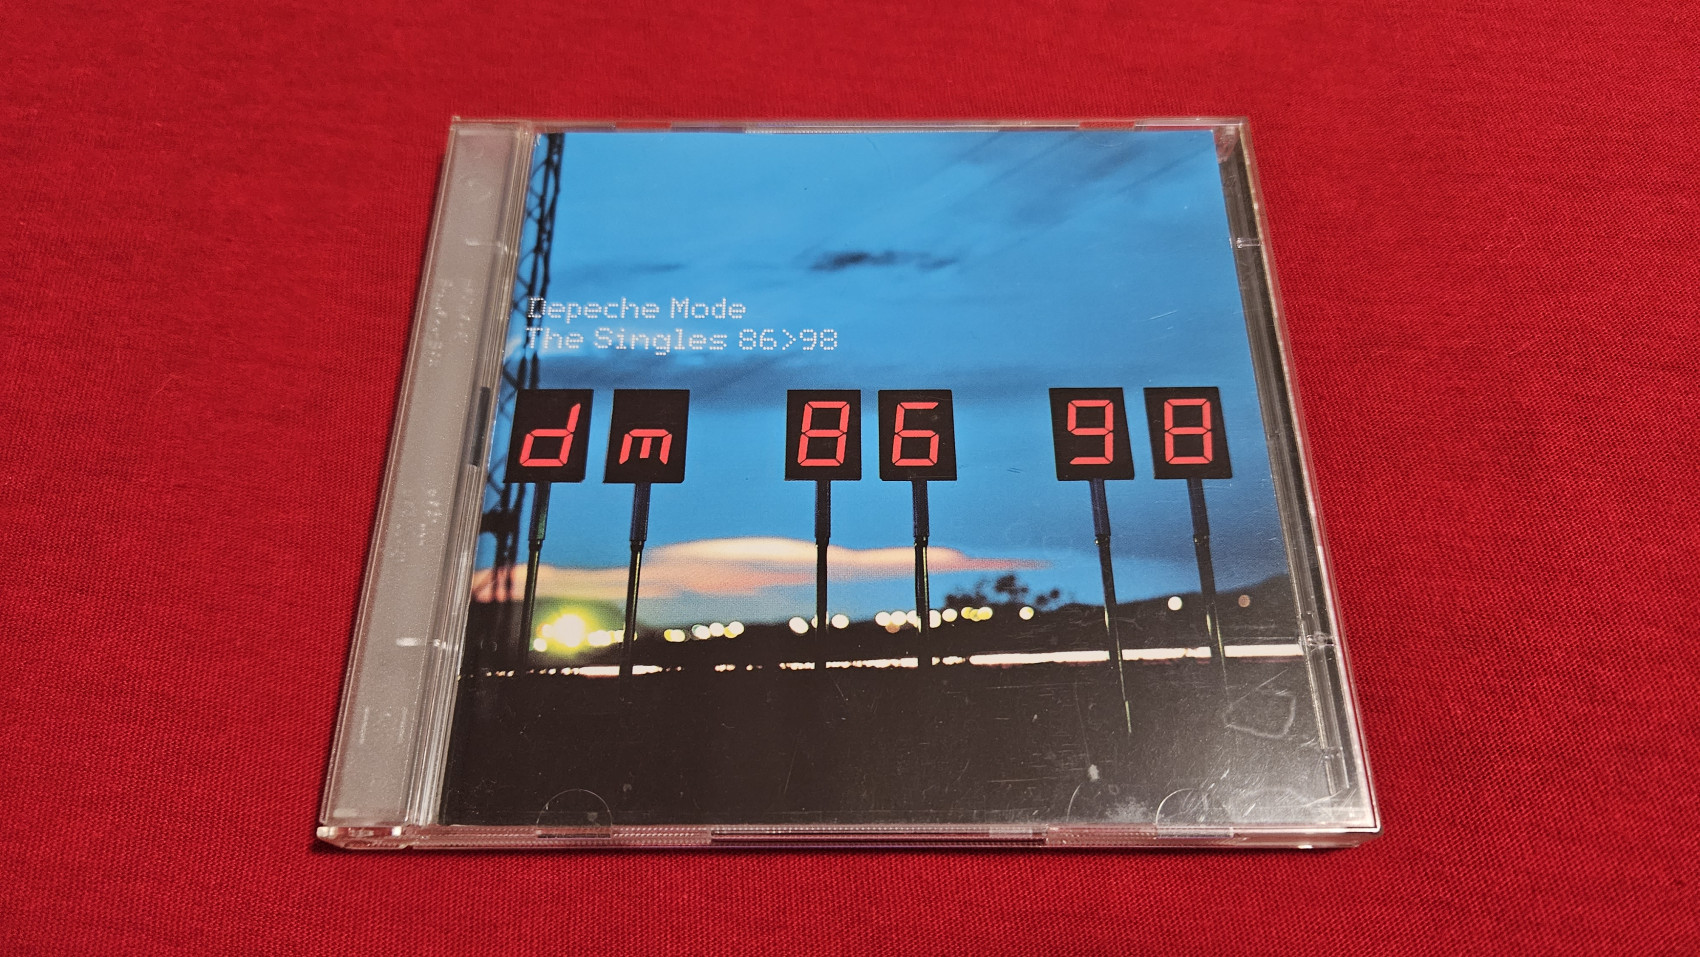 Depeche Mode
The Singles 86>98
dm 86 98